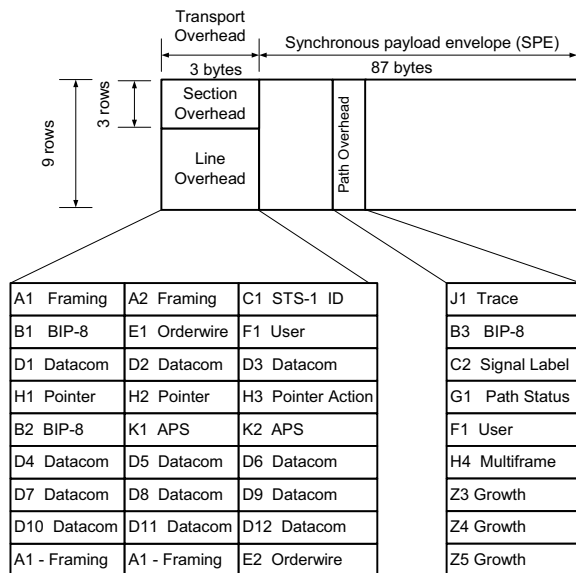 Transport
Overhead
Synchronous payload envelope (SPE)
3 bytes
87 bytes
9 rows
3 rows
Section
Overhead
Line
Overhead
Path Overhead
A1 Framing
A2 Framing
C1 STS-1 ID
B1 BIP-8
E1 Orderwire
F1 User
D1 Datacom
D2 Datacom
D3 Datacom
H1 Pointer
H2 Pointer
H3 Pointer Action
B2 BIP-8
K1 APS
K2 APS
D4 Datacom
D5 Datacom
D6 Datacom
D7 Datacom
D8 Datacom
D9 Datacom
D10 Datacom
D11 Datacom
D12 Datacom
A1 - Framing
A1 - Framing
E2 Orderwire
J1 Trace
B3 BIP-8
C2 Signal Label
G1 Path Status
F1 User
H4 Multiframe
Z3 Growth
Z4 Growth
Z5 Growth